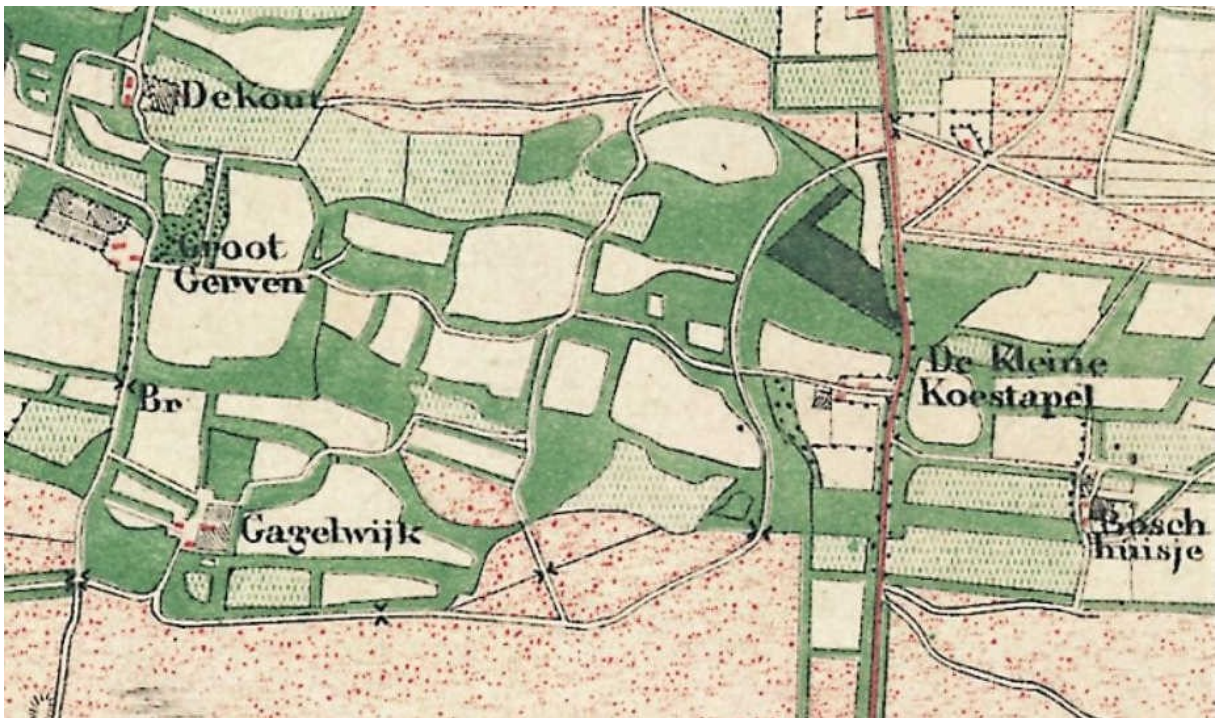 Dekout
Groot
Gerven
De Kleine
Koestapel
Br
Gagelwijk
Bosch
huisje